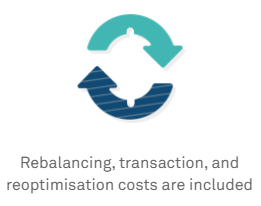 Rebalancing, transaction, and
reoptimisation costs are included